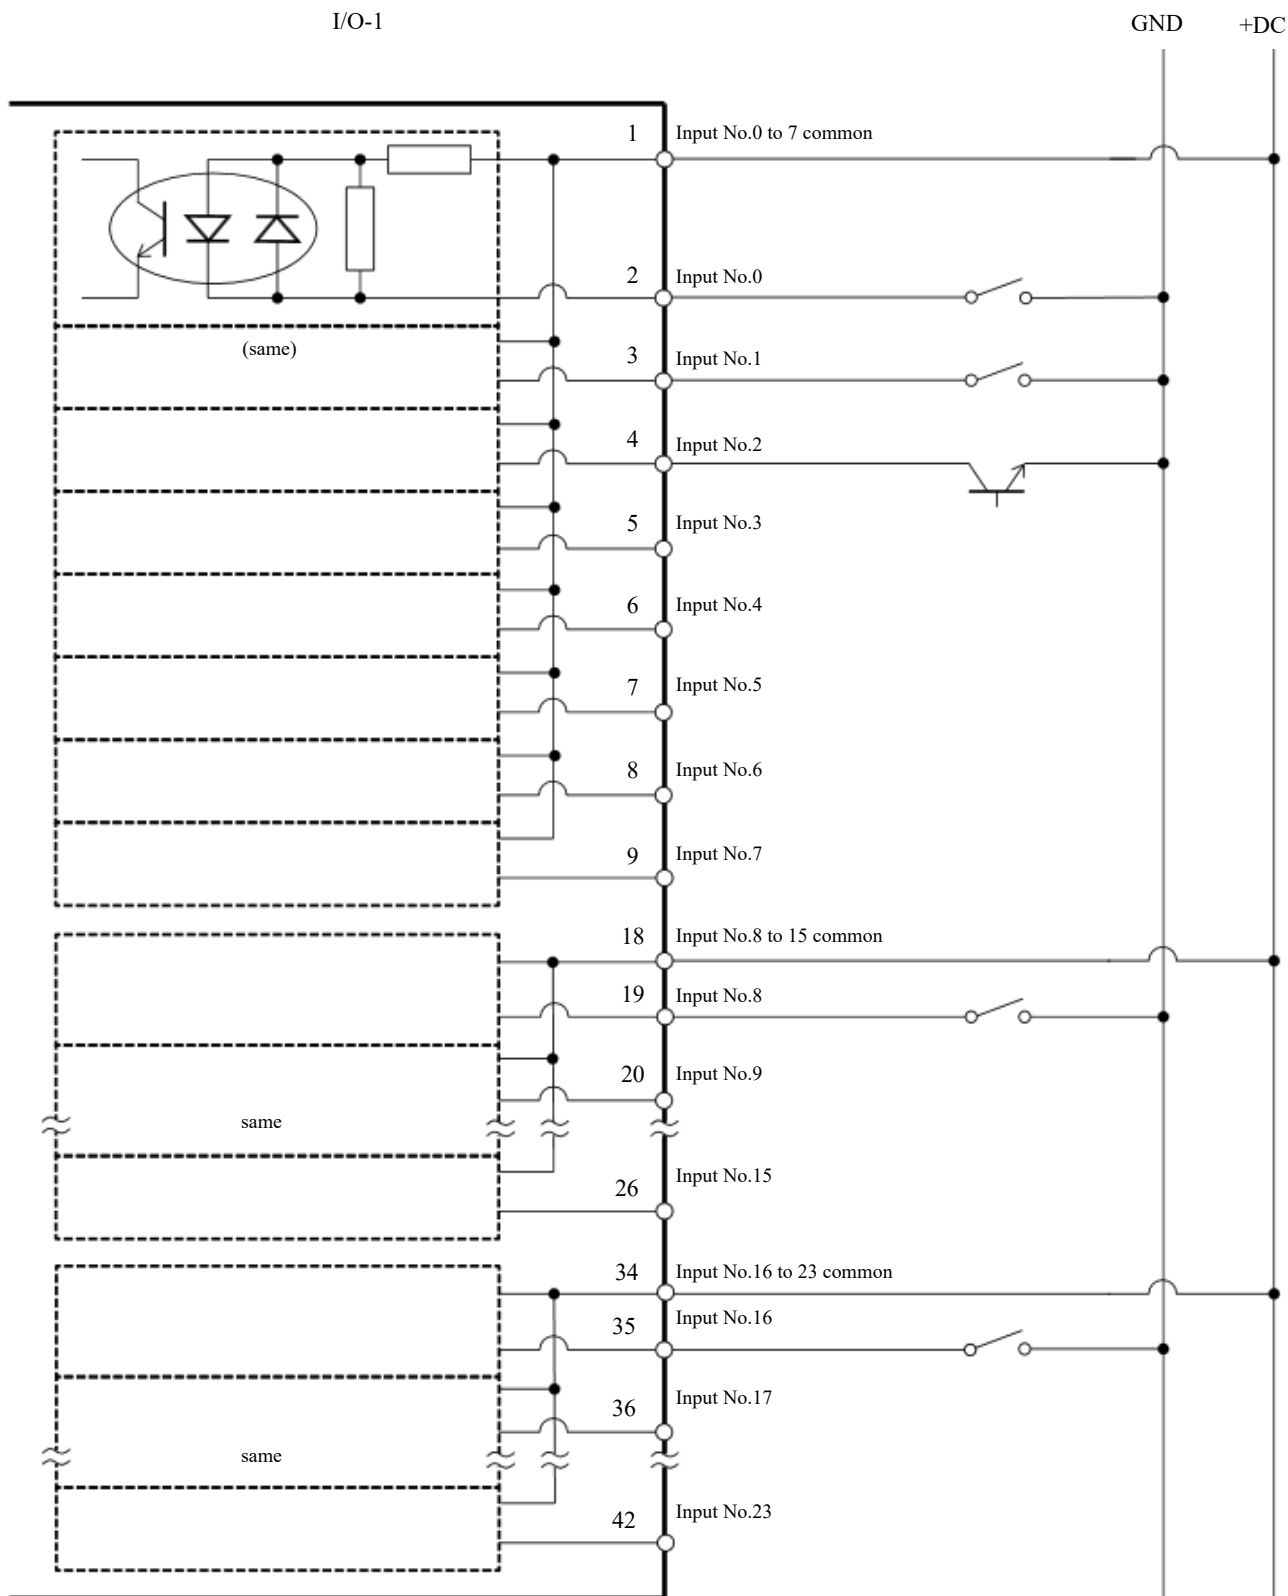 I/O-1
GND
+DC
1
Input No.0 to 7 common
2
Input No.0
(same)
3
Input No.1
4
Input No.2
5
Input No.3
6
Input No.4
7
Input No.5
8
Input No.6
9
Input No.7
18
Input No.8 to 15 common
19
Input No.8
20
Input No.9
same
26
Input No.15
34
Input No.16 to 23 common
35
Input No.16
36
Input No.17
same
42
Input No.23